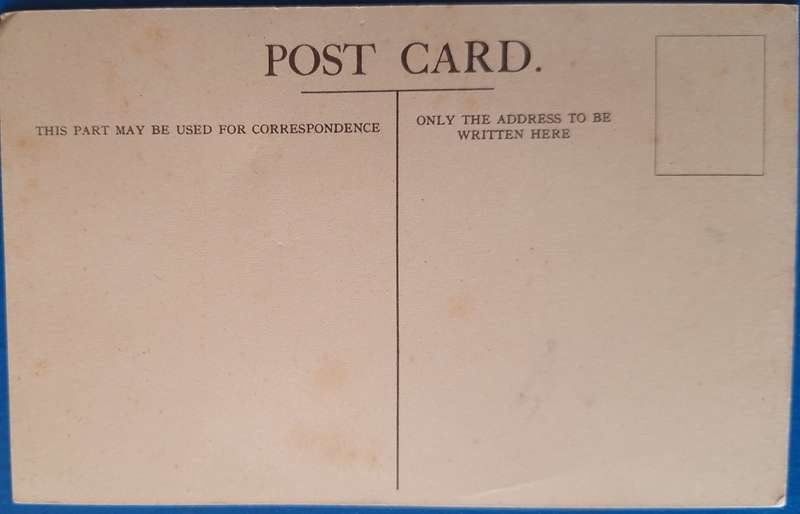 POST CARD.
THIS PART MAY BE USED FOR CORRESPONDENCE
ONLY THE ADDRESS TO BE
WRITTEN HERE